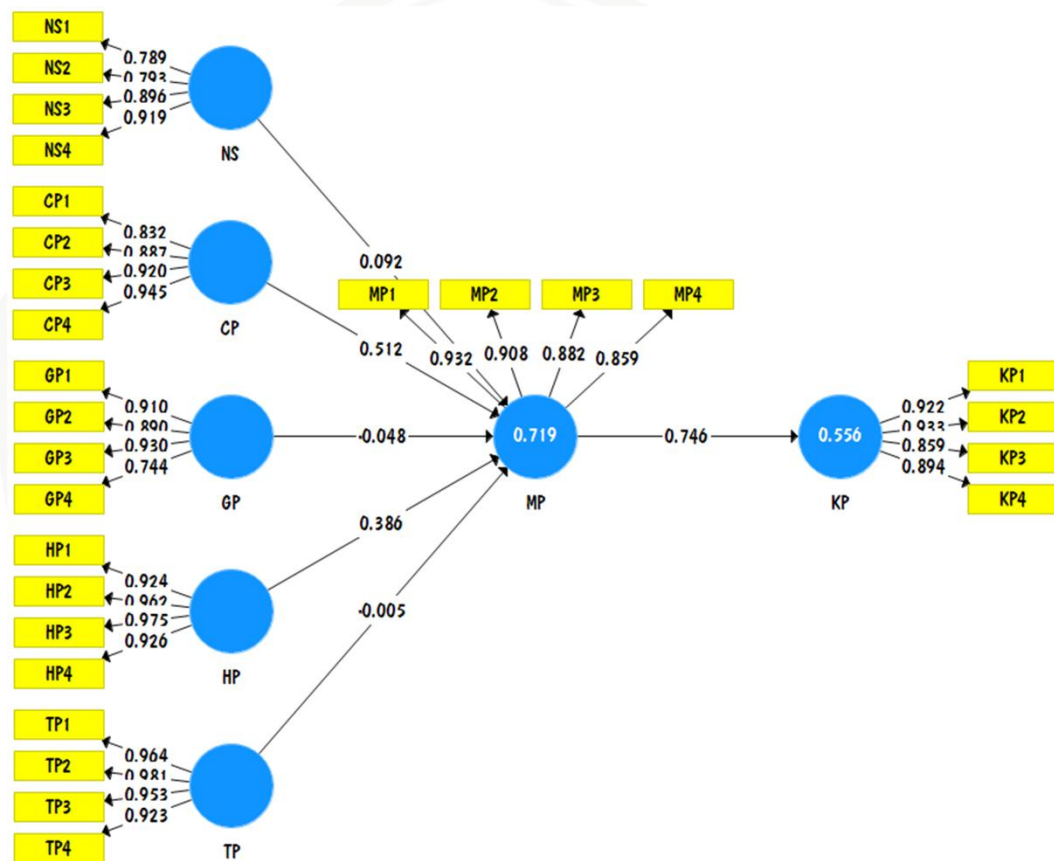 NS1
NS2
NS3
NS4
0.789
0.793
0.896
0.919
NS
CP1
CP2
CP3
CP4
0.832
0.887
0.920
0.945
CP
GP1
GP2
GP3
GP4
0.910
0.890
0.930
0.744
GP
HP1
HP2
HP3
HP4
0.924
0.962
0.975
0.926
HP
TP1
TP2
TP3
TP4
0.964
0.981
0.953
0.923
TP
0.092
0.512
-0.048
0.386
-0.005
MP1 MP2 MP3 MP4
0.932 0.908 0.882 0.859
0.719
MP
0.746
0.556
KP
0.922
0.933
0.859
0.894
KP1
KP2
KP3
KP4